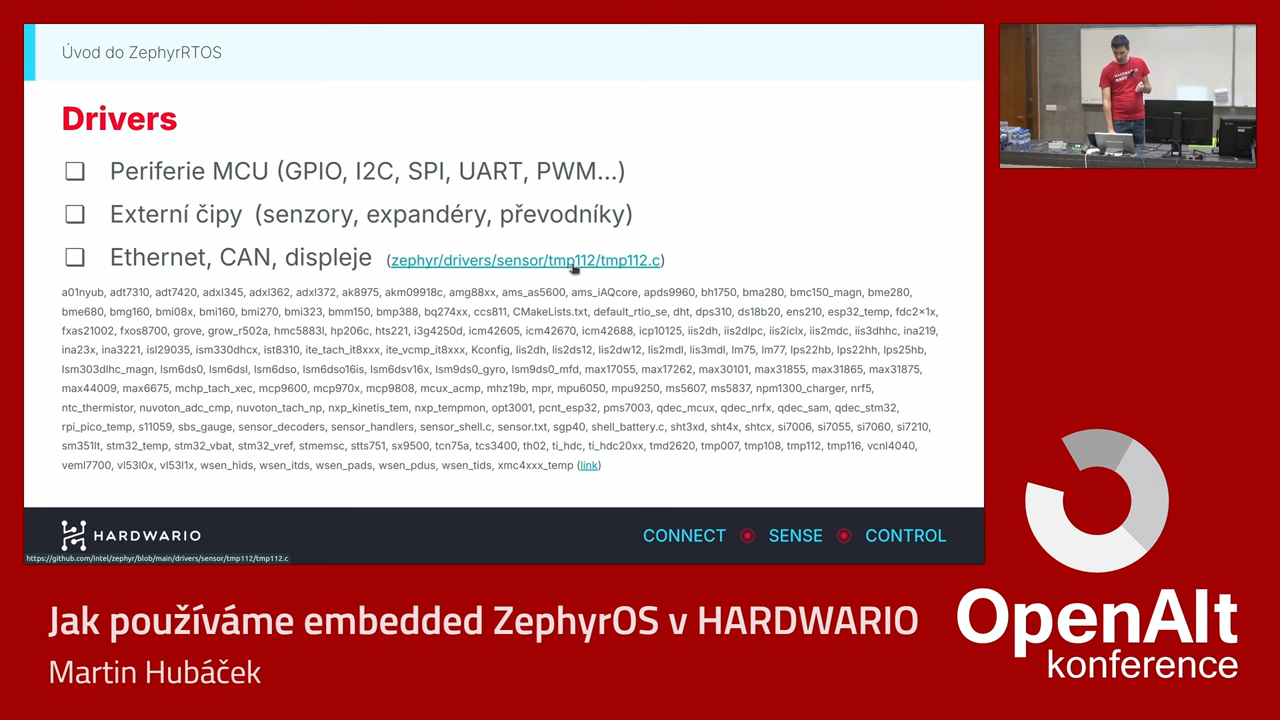 Úvod do ZephyrRTOS
Drivers
❑ Periferie MCU (GPIO, I2C, SPI, UART, PWM...)
❑ Externí čipy (senzory, expandéry, převodníky)
❑ Ethernet, CAN, displeje (zephyr/drivers/sensor/tmp112/tmp112.c)
a01nyub, adt7310, adt7420, adxl345, adxl362, adxl372, ak8975, akm09918c, amg88xx, ams_as5600, ams_iAQcore, apds9960, bh1750, bma280, bmc150_magn, bme280,
bme680, bmg160, bmi08x, bmi160, bmi270, bmi323, bmm150, bmp388, bq274xx, ccs811, CMakeLists.txt, default_rtio_se, dht, dps310, ds18b20, ens210, esp32_temp, fdc2x1x,
fxas21002, fxos8700, grove, grow_r502a, hmc5883l, hp206c, hts221, i3g4250d, icm42605, icm42670, icm42688, icp10125, iis2dh, iis2dlpc, iis2iclx, iis2mdc, iis3dhhc, ina219,
ina23x, ina3221, isl29035, ism330dhcx, ist8310, ite_tach_it8xxx, ite_vcmp_it8xxx, Kconfig, lis2dh, lis2ds12, lis2dw12, lis2mdl, lis3mdl, lm75, lm77, lps22hb, lps22hh, lps25hb,
lsm303dlhc_magn, lsm6ds0, lsm6dsl, lsm6dso, lsm6dso16is, lsm6dsv16x, lsm9ds0_gyro, lsm9ds0_mfd, max17055, max17262, max30101, max31855, max31865, max31875,
max44009, max6675, mchp_tach_xec, mcp9600, mcp970x, mcp9808, mcux_acmp, mhz19b, mpr, mpu6050, mpu9250, ms5607, ms5837, npm1300_charger, nrf5,
ntc_thermistor, nuvoton_adc_cmp, nuvoton_tach_np, nxp_kinetis_tem, nxp_tempmon, opt3001, pcnt_esp32, pms7003, qdec_mcux, qdec_nrfx, qdec_sam, qdec_stm32,
rpi_pico_temp, s11059, sbs_gauge, sensor_decoders, sensor_handlers, sensor_shell.c, sensor.txt, sgp40, shell_battery.c, sht3xd, sht4x, shtcx, si7006, si7055, si7060, si7210,
sm351lt, stm32_temp, stm32_vbat, stm32_vref, stmemsc, stts751, sx9500, tcn75a, tcs3400, th02, ti_hdc, ti_hdc20xx, tmd2620, tmp007, tmp108, tmp112, tmp116, vcnl4040,
veml7700, vl53l0x, vl53l1x, wsen_hids, wsen_itds, wsen_pads, wsen_pdus, wsen_tids, xmc4xxx_temp (link)
HARDWARIO
CONNECT SENSE CONTROL
https://github.com/intel/zephyr/blob/main/drivers/sensor/tmp112/tmp112.c
Jak používáme embedded ZephyrOS v HARDWARIO
Martin Hubáček
OpenAlt
konference